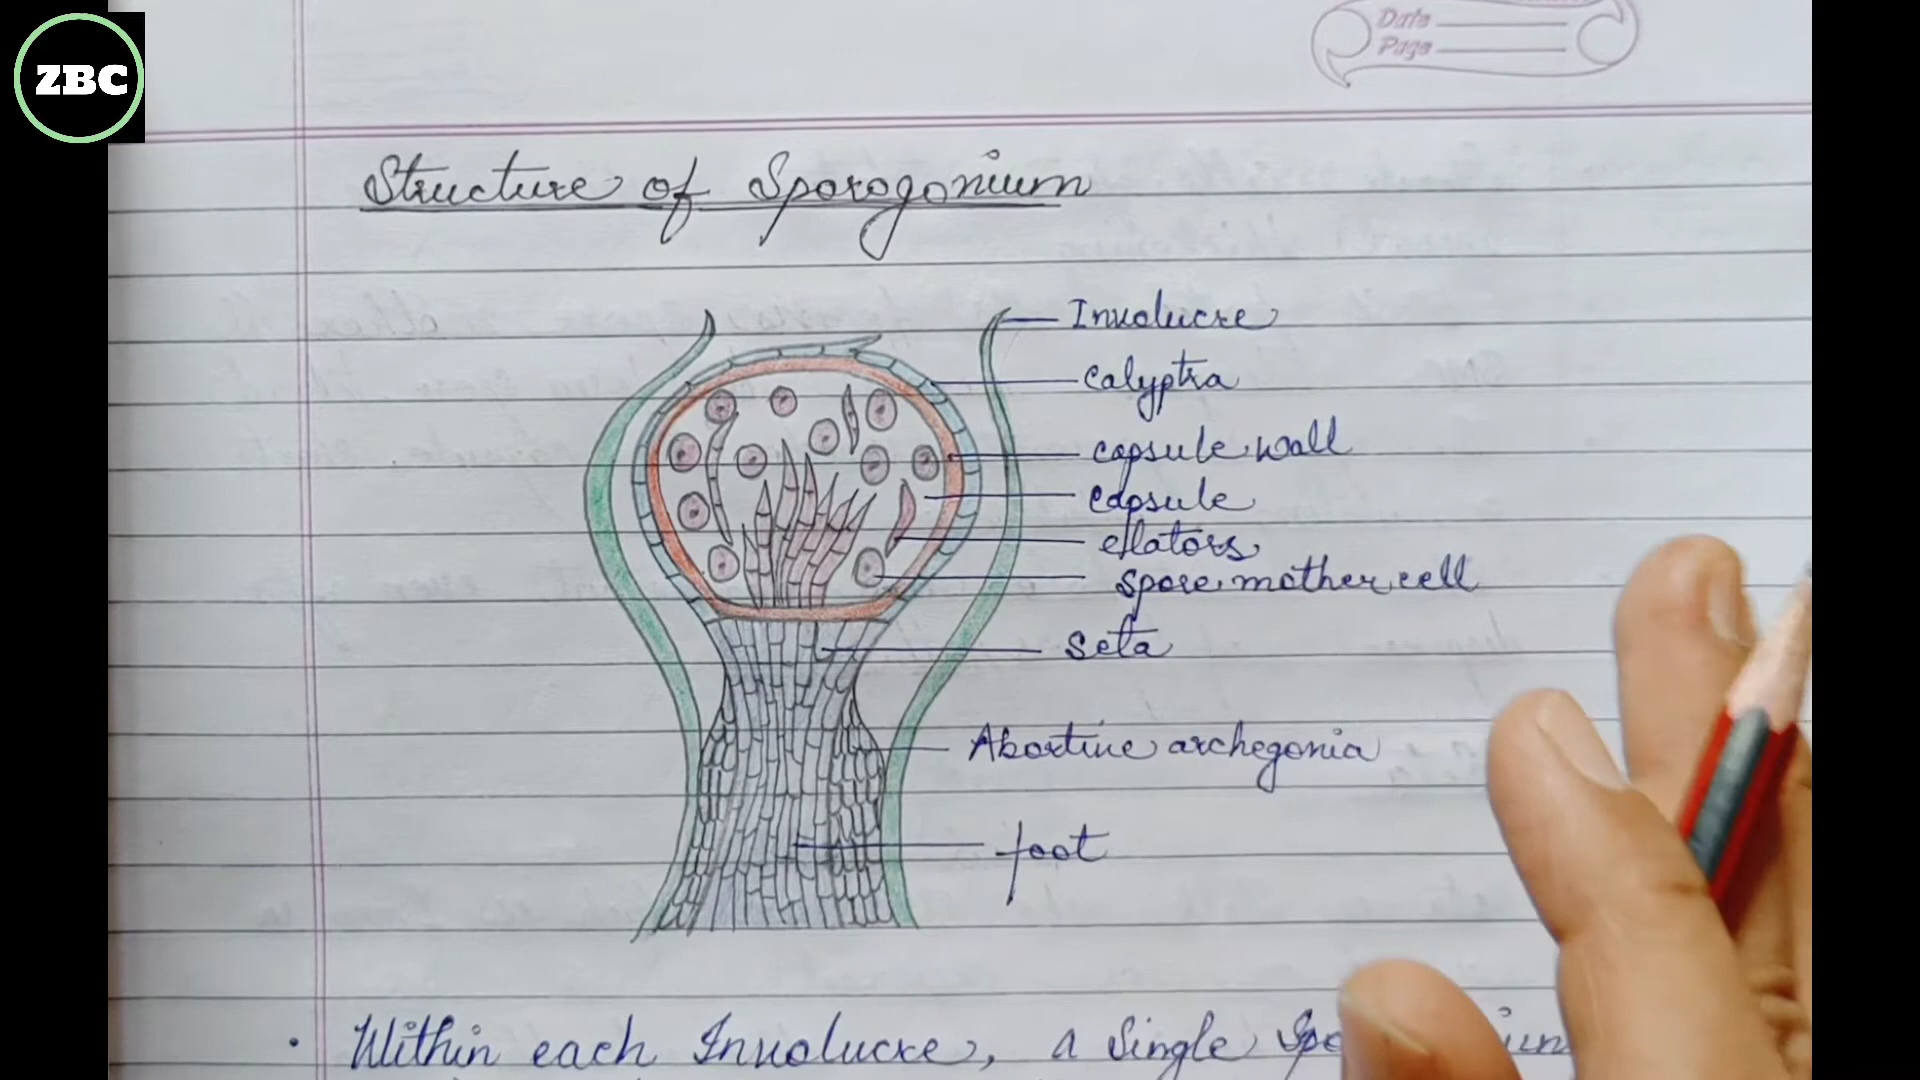 ZBC
Date
Page
Structure of Sporogonium
Involucre
Calyptra
capsule wall
capsule
ellators
spore mother cell
Seta
Abortive archegonia
foot
• Within each Involucre, a Single